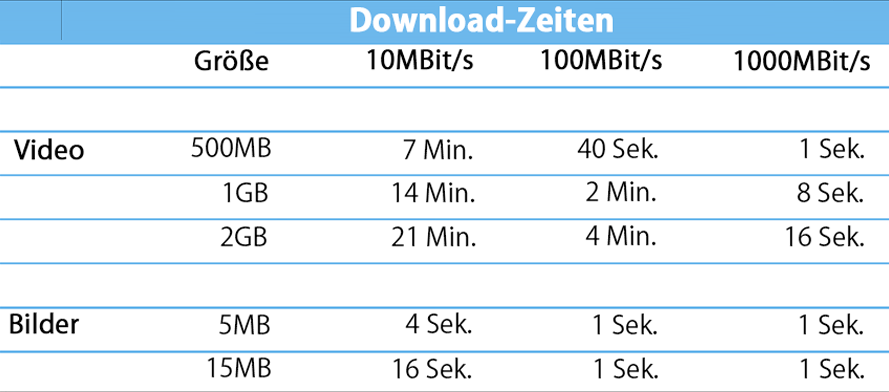 Download-Zeiten
Größe 10MBit/s 100MBit/s 1000MBit/s
Video 500MB 7 Min. 40 Sek. 1 Sek.
1GB 14 Min. 2 Min. 8 Sek.
2GB 21 Min. 4 Min. 16 Sek.
Bilder 5MB 4 Sek. 1 Sek. 1 Sek.
15MB 16 Sek. 1 Sek. 1 Sek.